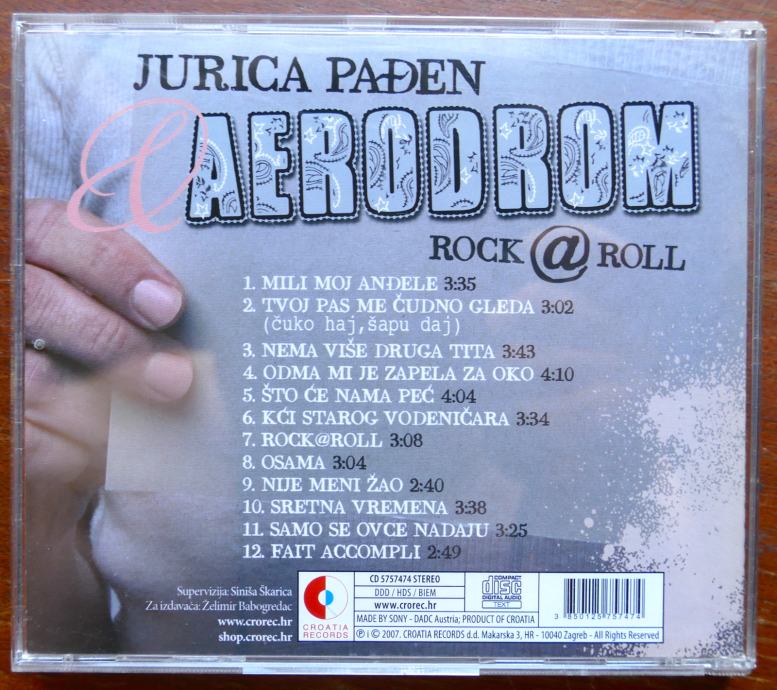 JURICA PAĐEN
& AERODROM
ROCK @ ROLL
1. MILI MOJ ANĐELE 3:35
2. TVOJ PAS ME ČUDNO GLEDA 3:02
(čuko haj,šapu daj)
3. NEMA VIŠE DRUGA TITA 3:43
4. ODMA MI JE ZAPELA ZA OKO 4:10
5. ŠTO ĆE NAMA PEĆ 4:04
6. KĆI STAROG VODENIČARA 3:34
7. ROCK@ROLL 3:08
8. OSAMA 3:04
9. NIJE MENI ŽAO 2:40
10. SRETNA VREMENA 3:38
11. SAMO SE OVCE NADAJU 3:25
12. FAIT ACCOMPLI 2:49
Supervizija: Siniša Škarica
Za izdavača: Želimir Babogredac
www.crorec.hr
shop.crorec.hr
CROATIA
RECORDS
CD 5757474 STEREO
DDD / HDS / BIEM
www.crorec.hr
COMPACT
disc
DIGITAL AUDIO
TEXT
MADE BY SONY - DADC Austria; PRODUCT OF CROATIA
℗ I © 2007. CROATIA RECORDS d.d. Makarska 3, HR - 10040 Zagreb - All Rights Reserved
3 850125 757474